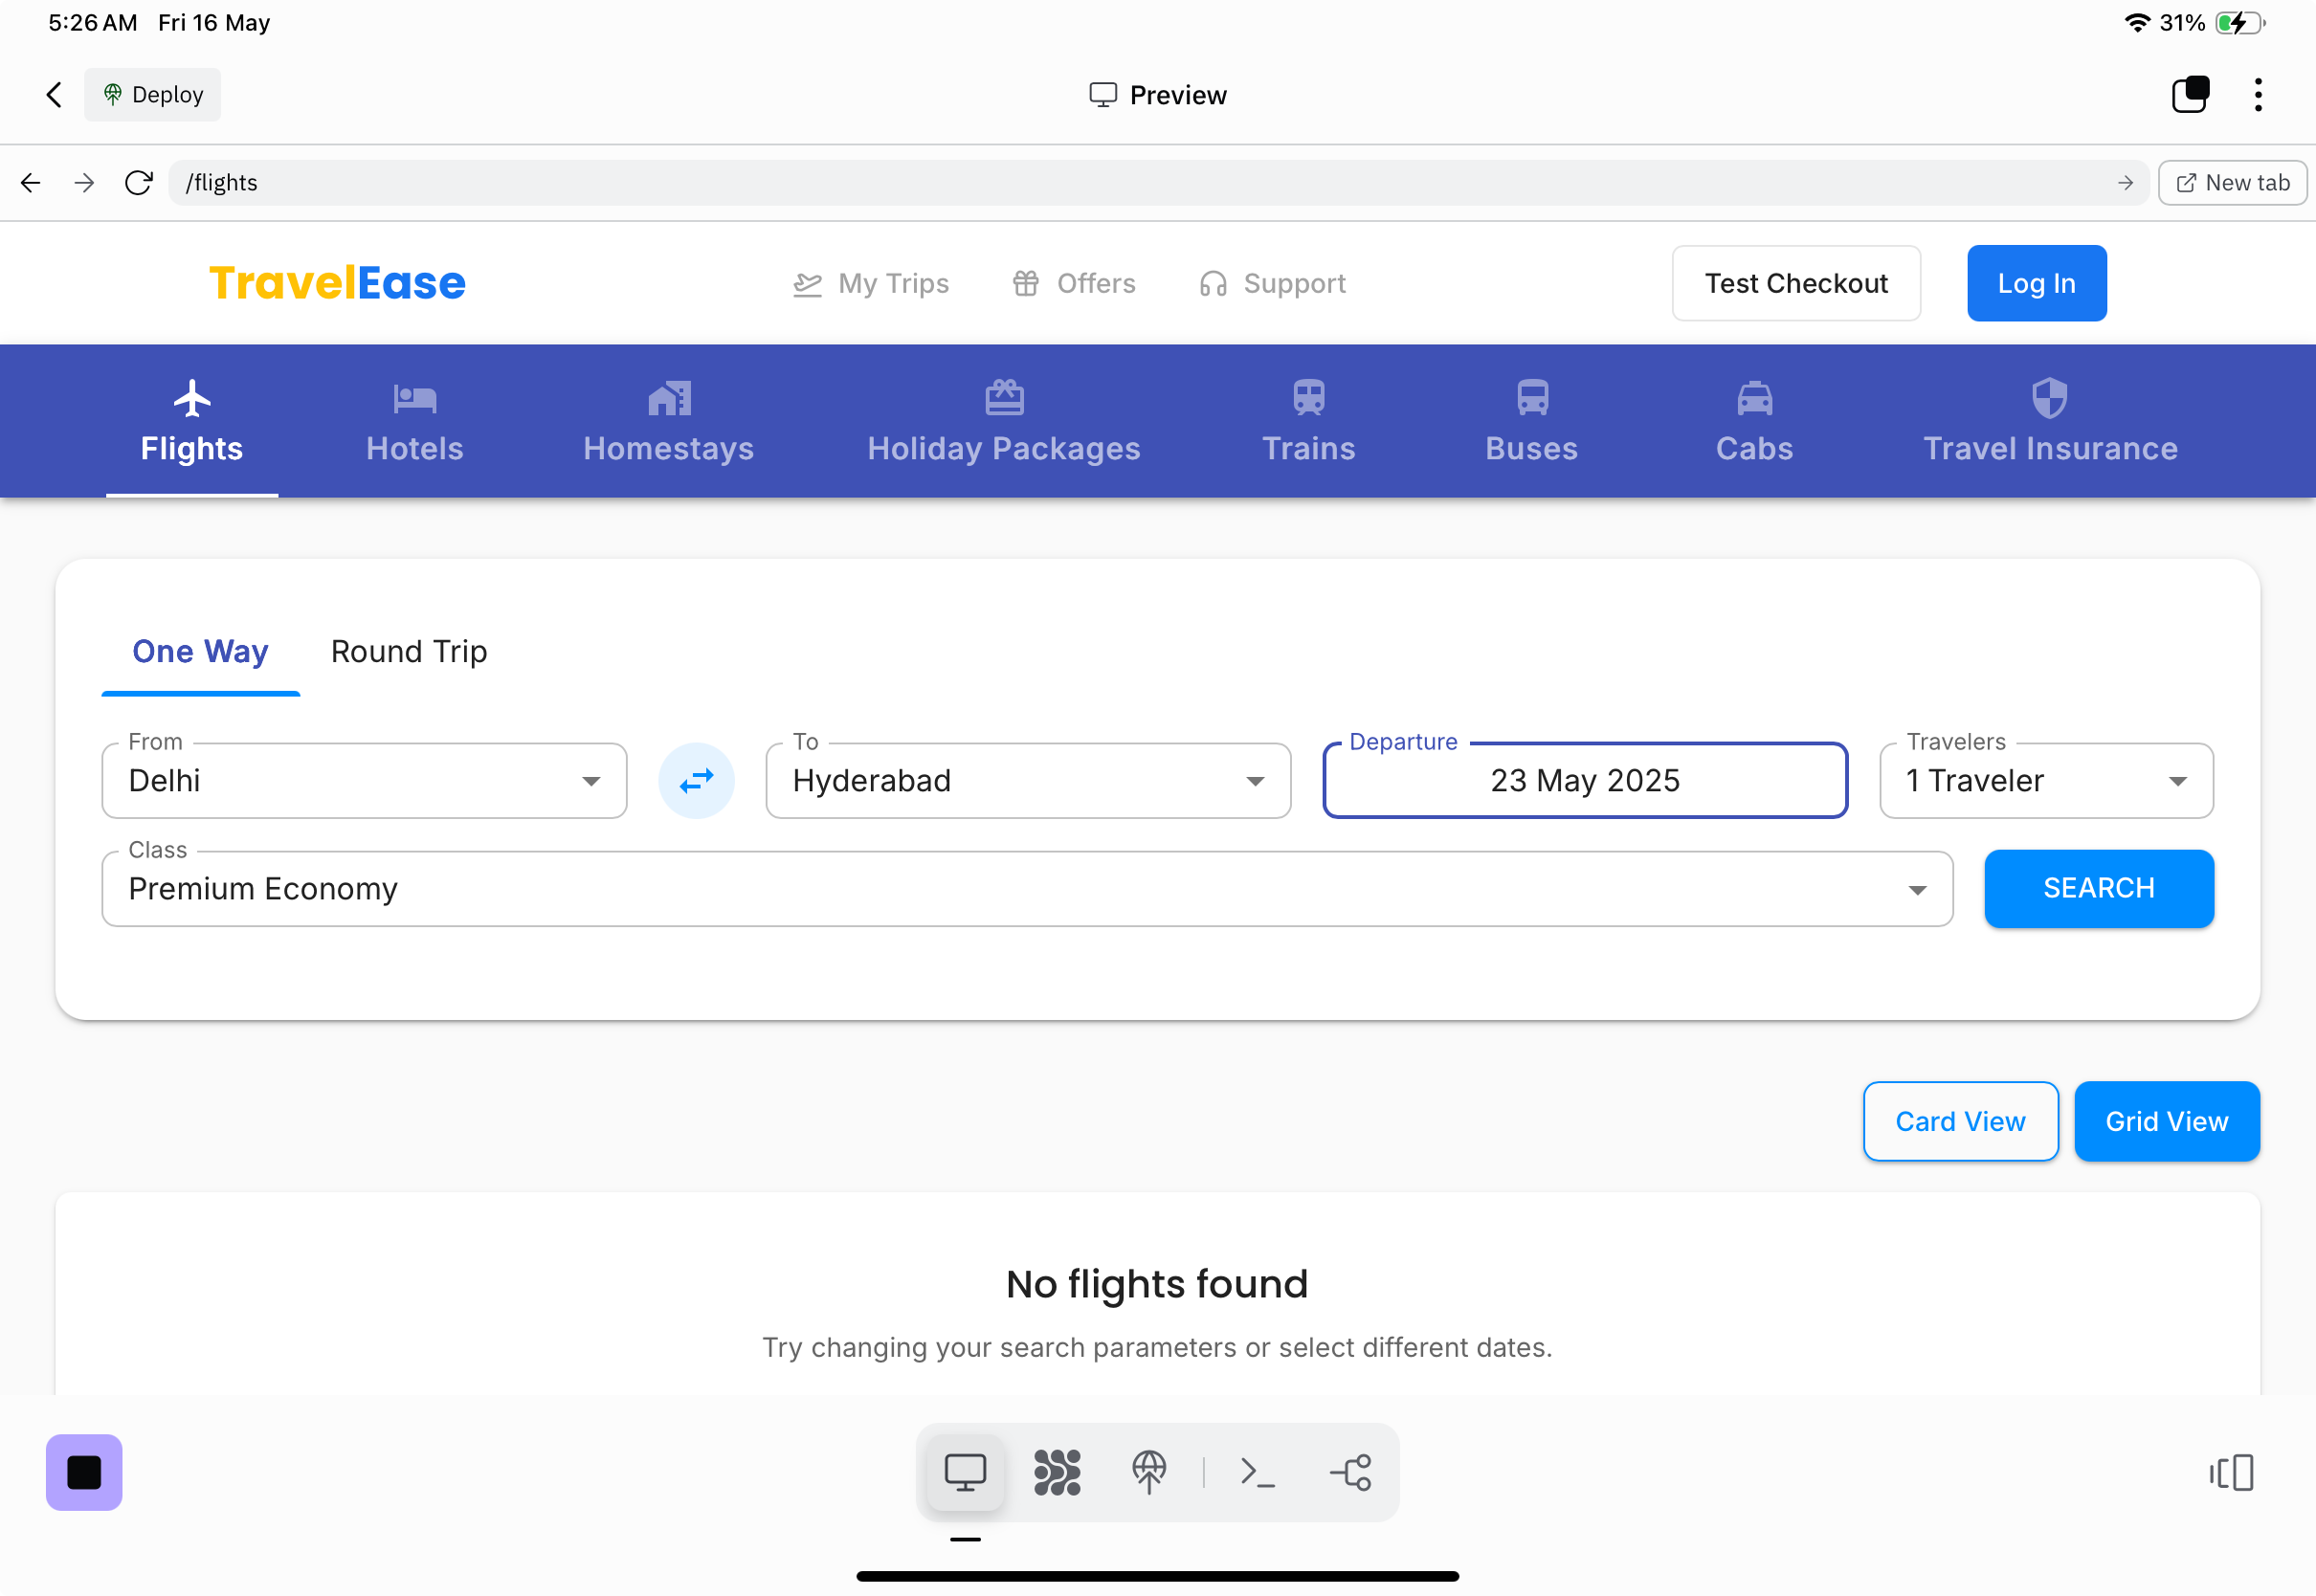 5:26 AM Fri 16 May
31%
Deploy
Preview
/flights
New tab
TravelEase
My Trips
Offers
Support
Test Checkout
Log In
Flights
Hotels
Homestays
Holiday Packages
Trains
Buses
Cabs
Travel Insurance
One Way
Round Trip
From
Delhi
To
Hyderabad
Departure
23 May 2025
Travelers
1 Traveler
Class
Premium Economy
SEARCH
Card View
Grid View
No flights found
Try changing your search parameters or select different dates.